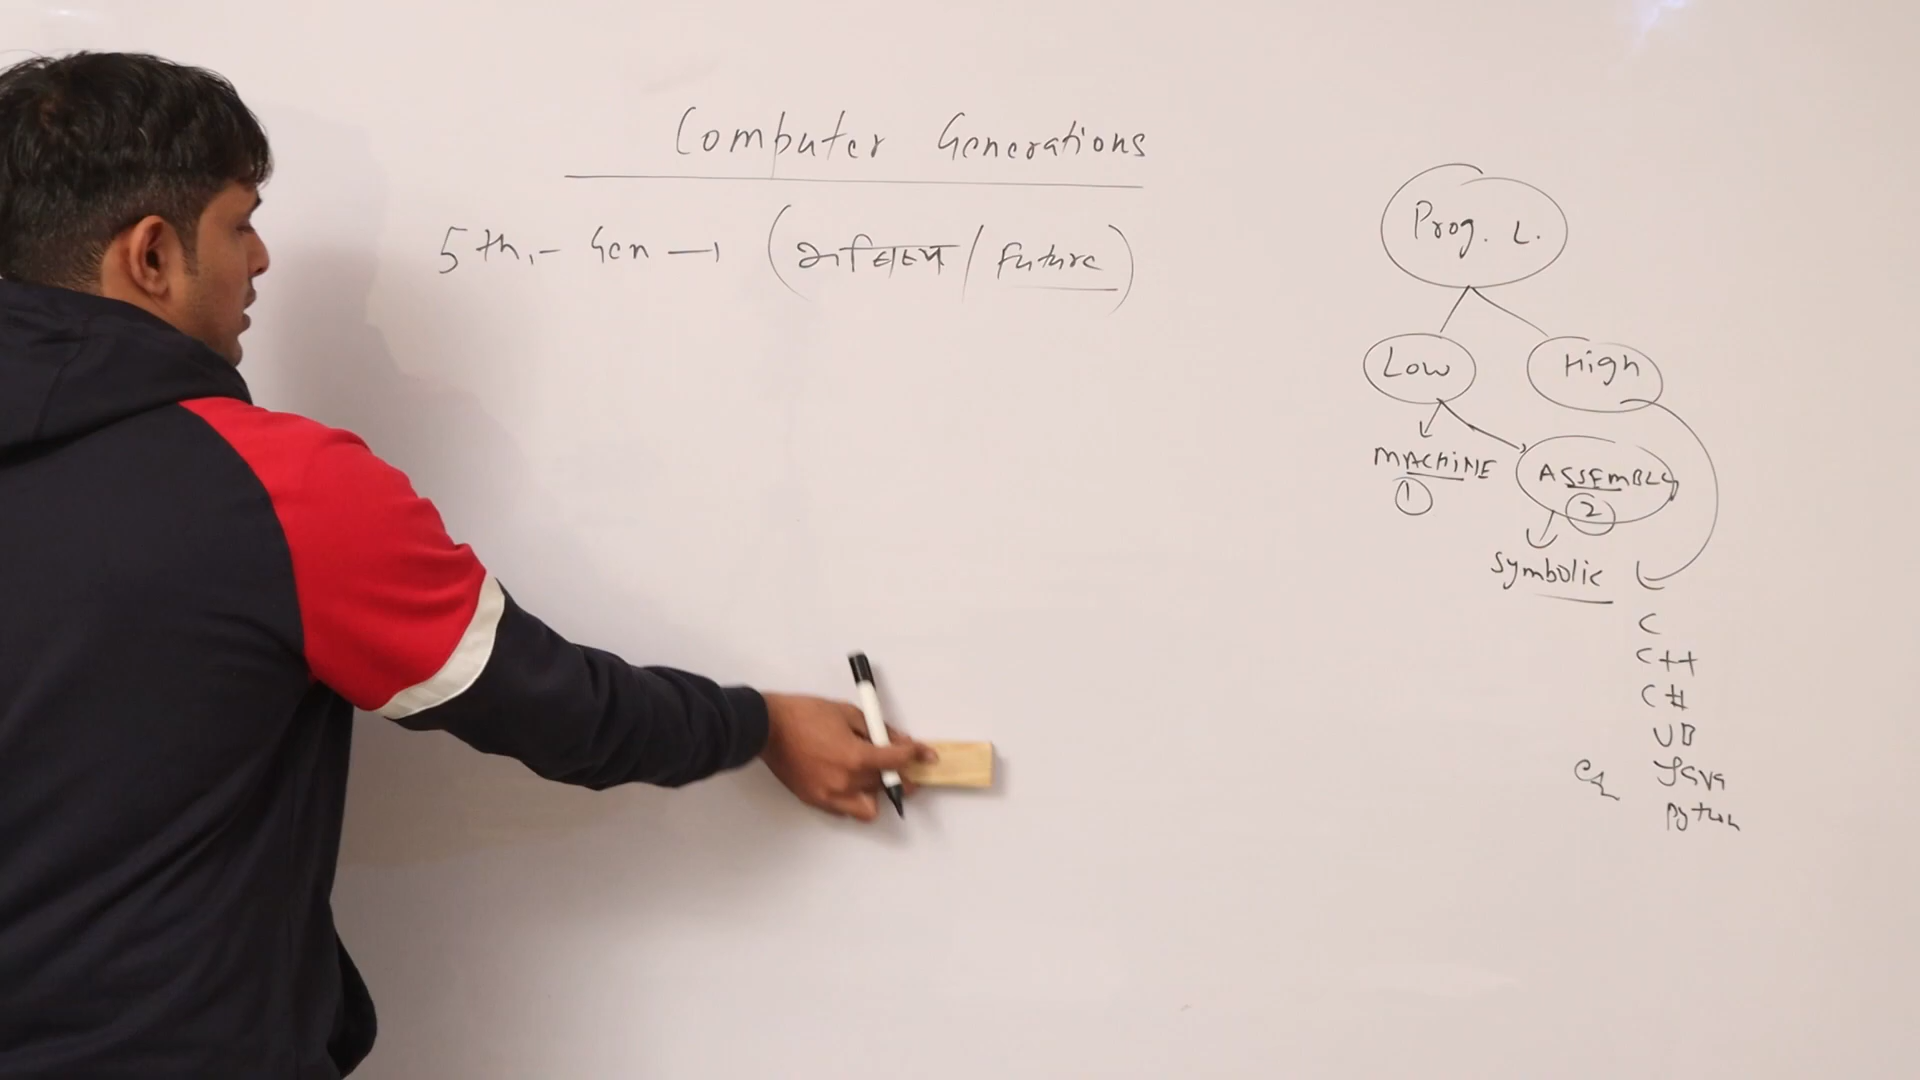 Computer Generations
5th - Gen → (भविष्य / Future)
Prog. L.
Low
High
MACHINE
1
ASSEMBLY
2
Symbolic
C
C++
C#
VB
Java
Python